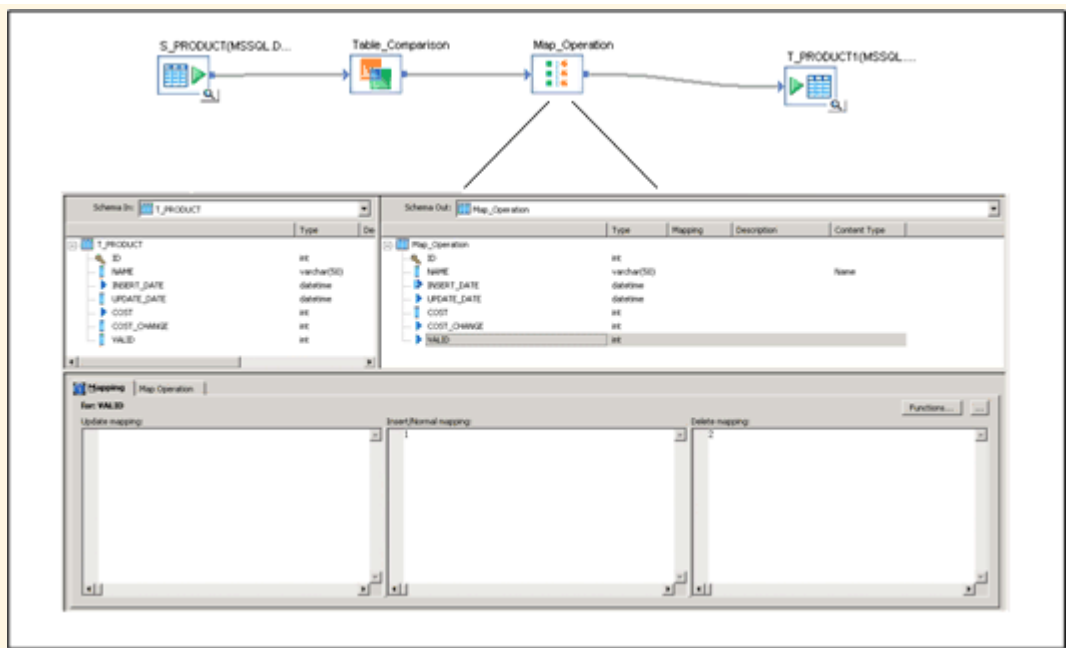 S_PRODUCT(MSSQL.D...
Table_Comparison
Map_Operation
T_PRODUCT1(MSSQL....
Schema In: T_PRODUCT
Type De
T_PRODUCT
ID int
NAME varchar(50)
INSERT_DATE datetime
UPDATE_DATE datetime
COST int
COST_CHANGE int
VALID int
Schema Out: Map_Operation
Type Mapping Description Content Type
Map_Operation
ID int
NAME varchar(50) Name
INSERT_DATE datetime
UPDATE_DATE datetime
COST int
COST_CHANGE int
VALID int
Mapping Map Operation
for: VALID
Functions... ...
Update mapping:
Insert/Normal mapping:
1
Delete mapping:
2